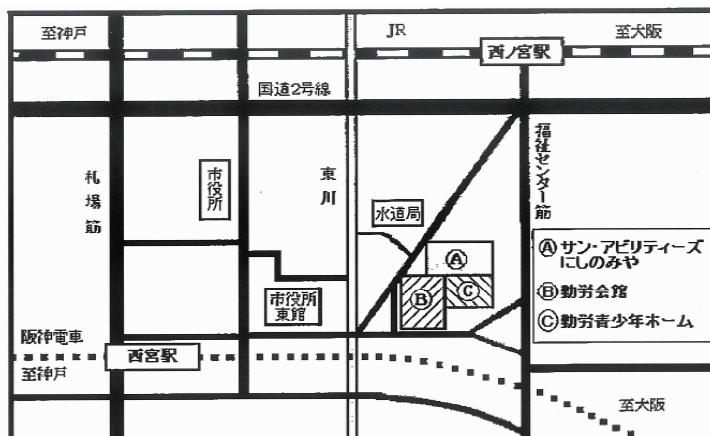 至神戸
JR
至大阪
西ノ宮駅
国道2号線
札場筋
市役所
東川
福祉センター筋
水道局
Ⓐ
Ⓑ
Ⓒ
市役所
東館
Ⓐ サン・アビリティーズ
にしのみや
Ⓑ 勤労会館
Ⓒ 勤労青少年ホーム
阪神電車
西宮駅
至神戸
至大阪